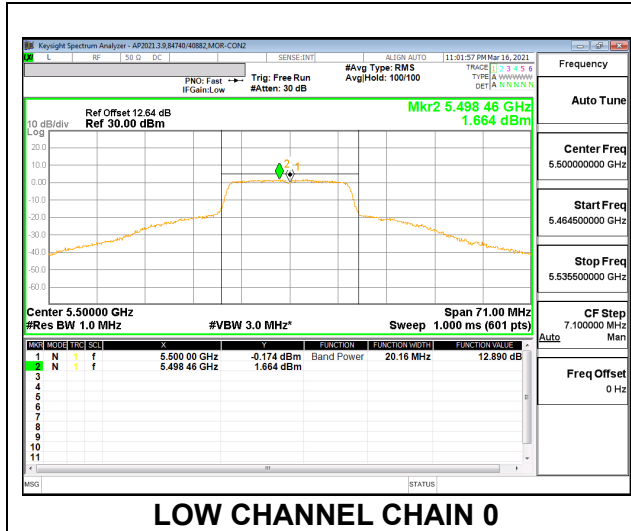 Keysight Spectrum Analyzer - AP2021.3.9,84740/40882,MOR-CON2
L RF 50 Ω DC SENSE:INT ALIGN AUTO 11:01:57 PM Mar 16, 2021
PNO: Fast IFGain:Low
Trig: Free Run
#Atten: 30 dB
#Avg Type: RMS
Avg|Hold: 100/100
TRACE 1 2 3 4 5 6
TYPE A WWWWW
DET A N N N N N
Frequency
Mkr2 5.498 46 GHz
1.664 dBm
Ref Offset 12.64 dB
10 dB/div Ref 30.00 dBm
Log
20.0
10.0
0.00
-10.0
-20.0
-30.0
-40.0
-50.0
-60.0
2 1
Center 5.50000 GHz Span 71.00 MHz
#Res BW 1.0 MHz #VBW 3.0 MHz* Sweep 1.000 ms (601 pts)
MKR MODE TRC SCL X Y FUNCTION FUNCTION WIDTH FUNCTION VALUE
1 N 1 f 5.500 00 GHz -0.174 dBm Band Power 20.16 MHz 12.890 dB
2 N 1 f 5.498 46 GHz 1.664 dBm
3
4
5
6
7
8
9
10
11
MSG STATUS
Auto Tune
Center Freq
5.500000000 GHz
Start Freq
5.464500000 GHz
Stop Freq
5.535500000 GHz
CF Step
7.100000 MHz
Auto Man
Freq Offset
0 Hz
LOW CHANNEL CHAIN 0